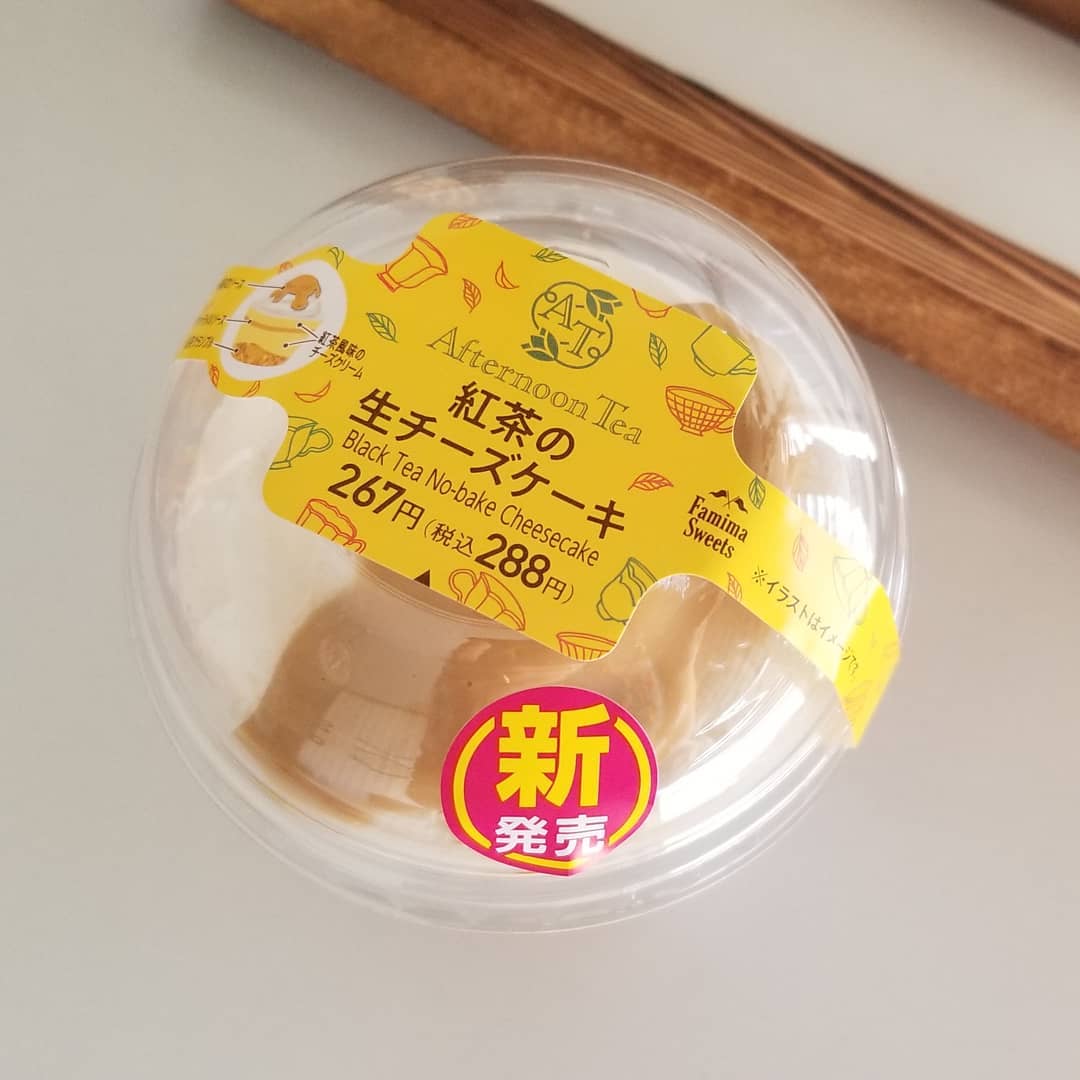 紅茶風味の
チーズクリーム
AT
Afternoon Tea
紅茶の
生チーズケーキ
Black Tea No-bake Cheesecake
267円(税込 288円)
Famima
Sweets
※イラストはイメージです。
新
発売